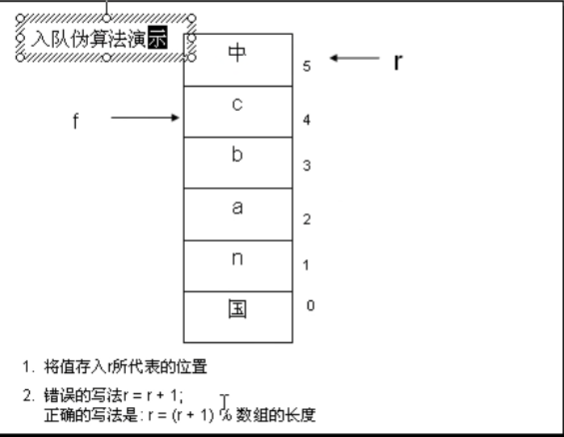 入队伪算法演示
中
5
r
f
c
4
b
3
a
2
n
1
国
0
1. 将值存入r所代表的位置
2. 错误的写法r = r + 1;
正确的写法是: r = (r + 1) % 数组的长度